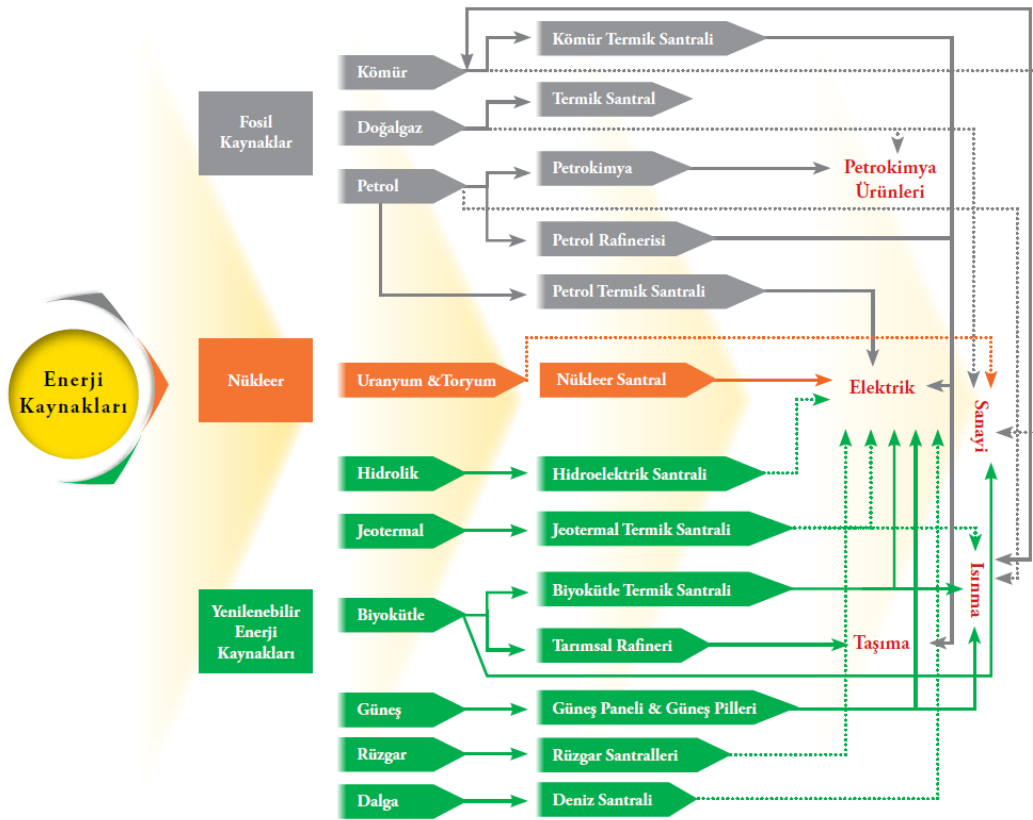 Enerji
Kaynakları
Fosil
Kaynaklar
Nükleer
Yenilenebilir
Enerji
Kaynakları
Kömür
Doğalgaz
Petrol
Uranyum &Toryum
Hidrolik
Jeotermal
Biyokütle
Güneş
Rüzgar
Dalga
Kömür Termik Santrali
Termik Santral
Petrokimya
Petrol Rafinerisi
Petrol Termik Santrali
Nükleer Santral
Hidroelektrik Santrali
Jeotermal Termik Santrali
Biyokütle Termik Santrali
Tarımsal Rafineri
Güneş Paneli & Güneş Pilleri
Rüzgar Santralleri
Deniz Santrali
Petrokimya
Ürünleri
Elektrik
Taşıma
Sanayi
Isınma